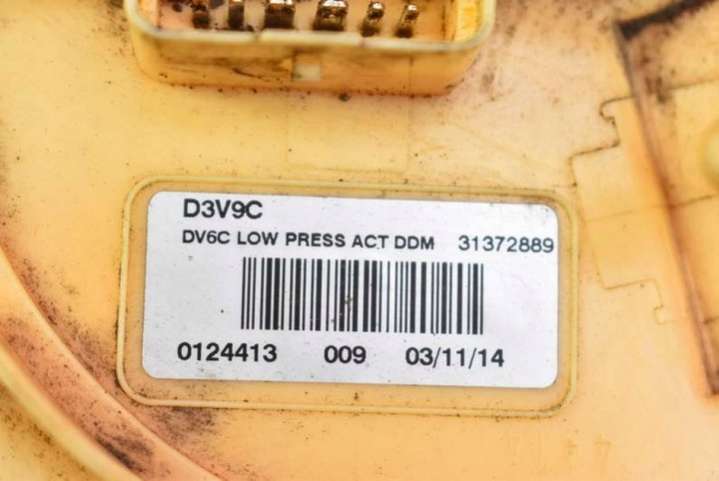 D3V9C
DV6C LOW PRESS ACT DDM 31372889
0124413 009 03/11/14